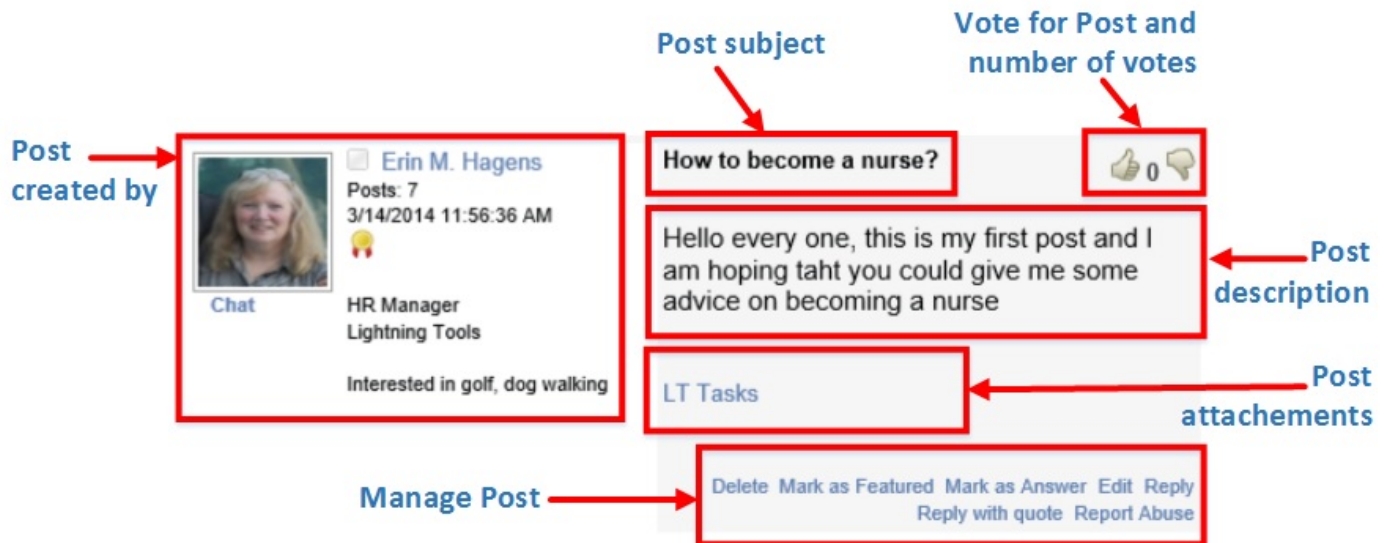 Post subject
Vote for Post and
number of votes
Post
created by
Erin M. Hagens
Posts: 7
3/14/2014 11:56:36 AM
Chat
HR Manager
Lightning Tools
Interested in golf, dog walking
How to become a nurse?
0
Hello every one, this is my first post and I
am hoping taht you could give me some
advice on becoming a nurse
Post
description
LT Tasks
Post
attachements
Manage Post
Delete Mark as Featured Mark as Answer Edit Reply
Reply with quote Report Abuse